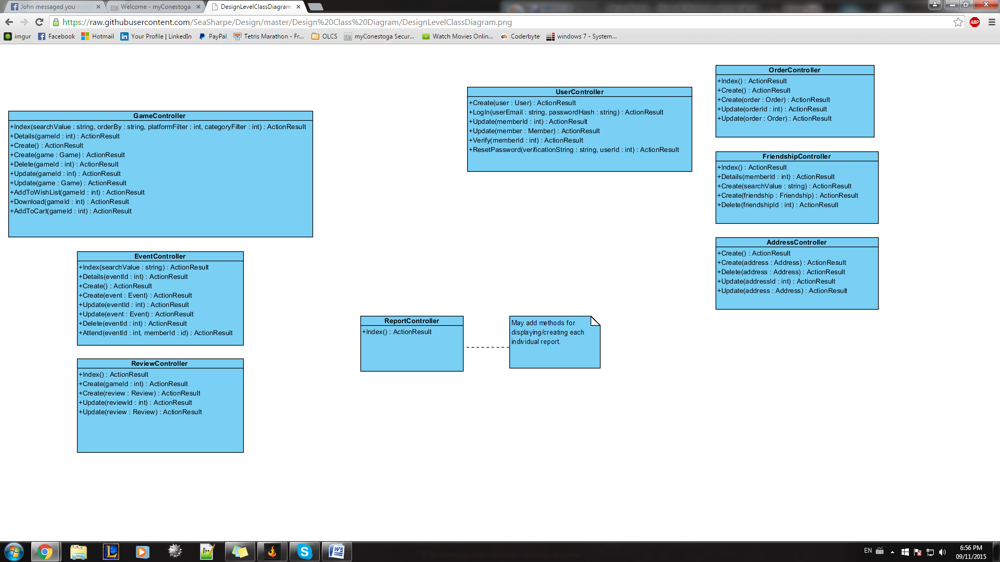 John messaged you
Welcome - myConestoga
DesignLevelClassDiagram.
https://raw.githubusercontent.com/SeaSharpe/Design/master/Design%20Class%20Diagram/DesignLevelClassDiagram.png
ABP
imgur
Facebook
Hotmail
Your Profile | LinkedIn
PayPal
Tetris Marathon - Fr...
OLCS
myConestoga Secur...
Watch Movies Onlin...
Coderbyte
windows 7 - System...
GameController
+Index(searchValue : string, orderBy : string, platformFilter : int, categoryFilter : int) : ActionResult
+Details(gameId : int) : ActionResult
+Create() : ActionResult
+Create(game : Game) : ActionResult
+Delete(gameId : int) : ActionResult
+Update(gameId : int) : ActionResult
+Update(game : Game) : ActionResult
+AddToWishList(gameId : int) : ActionResult
+Download(gameId : int) : ActionResult
+AddToCart(gameId : int) : ActionResult
EventController
+Index(searchValue : string) : ActionResult
+Details(eventId : int) : ActionResult
+Create() : ActionResult
+Create(event : Event) : ActionResult
+Update(eventId : int) : ActionResult
+Update(event : Event) : ActionResult
+Delete(eventId : int) : ActionResult
+Attend(eventId : int, memberId : id) : ActionResult
ReviewController
+Index() : ActionResult
+Create(gameId : int) : ActionResult
+Create(review : Review) : ActionResult
+Update(reviewId : int) : ActionResult
+Update(review : Review) : ActionResult
UserController
+Create(user : User) : ActionResult
+LogIn(userEmail : string, passwordHash : string) : ActionResult
+Update(memberId : int) : ActionResult
+Update(member : Member) : ActionResult
+Verify(memberId : int) : ActionResult
+ResetPassword(verificationString : string, userId : int) : ActionResult
ReportController
+Index() : ActionResult
May add methods for
displaying/creating each
individual report.
OrderController
+Index() : ActionResult
+Create() : ActionResult
+Create(order : Order) : ActionResult
+Update(orderId : int) : ActionResult
+Update(order : Order) : ActionResult
FriendshipController
+Index() : ActionResult
+Details(memberId : int) : ActionResult
+Create(searchValue : string) : ActionResult
+Create(friendship : Friendship) : ActionResult
+Delete(friendshipId : int) : ActionResult
AddressController
+Create() : ActionResult
+Create(address : Address) : ActionResult
+Delete(address : Address) : ActionResult
+Update(addressId : int) : ActionResult
+Update(address : Address) : ActionResult
EN
6:56 PM
09/11/2015